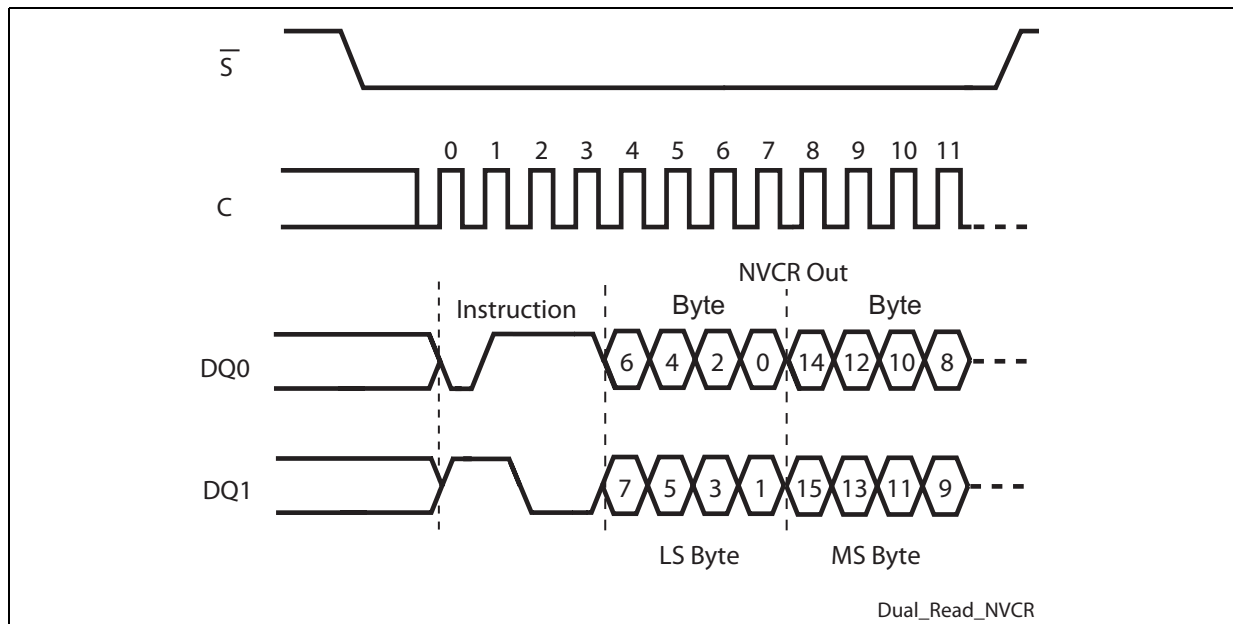 S
0 1 2 3 4 5 6 7 8 9 10 11
C
NVCR Out
Instruction Byte Byte
DQ0 6 4 2 0 14 12 10 8
DQ1 7 5 3 1 15 13 11 9
LS Byte MS Byte
Dual_Read_NVCR